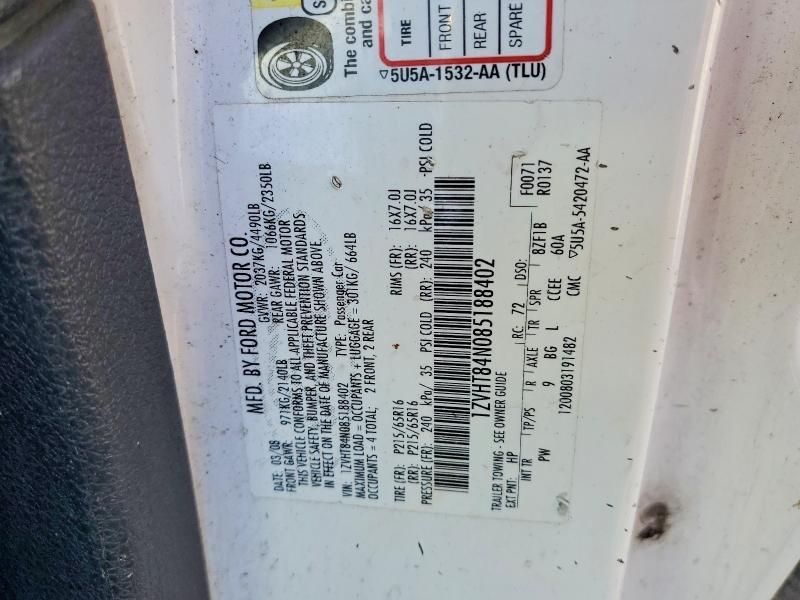 The combi
and ca
TIRE
FRONT
REAR
SPARE
5U5A-1532-AA (TLU)
MFD. BY FORD MOTOR CO.
DATE: 03/08 GVWR: 2037KG/4490LB
FRONT GAWR: 971KG/2140LB REAR GAWR: 1066KG/2350LB
THIS VEHICLE CONFORMS TO ALL APPLICABLE FEDERAL MOTOR
VEHICLE SAFETY, BUMPER, AND THEFT PREVENTION STANDARDS
IN EFFECT ON THE DATE OF MANUFACTURE SHOWN ABOVE.
VIN: 1ZVHT84N085188402 TYPE: Passenger Car
MAXIMUM LOAD = OCCUPANTS + LUGGAGE = 301KG/ 664LB
OCCUPANTS = 4 TOTAL: 2 FRONT, 2 REAR
TIRE (FR): P215/65R16 RIMS (FR): 16X7.0J
(RR): P215/65R16 (RR): 16X7.0J
PRESSURE (FR): 240 kPa/ 35 PSI COLD (RR): 240 kPa/ 35 -PSI COLD
1ZVHT84N085188402
TRAILER TOWING - SEE OWNER GUIDE F0071
EXT PNT: HP RC: 72 DSO: R0137
INT TR TP/PS R AXLE TR SPR 8ZF1B
PW 9 BG L CCEE 60A
1200803191482 CMC 5U5A-5420472-AA